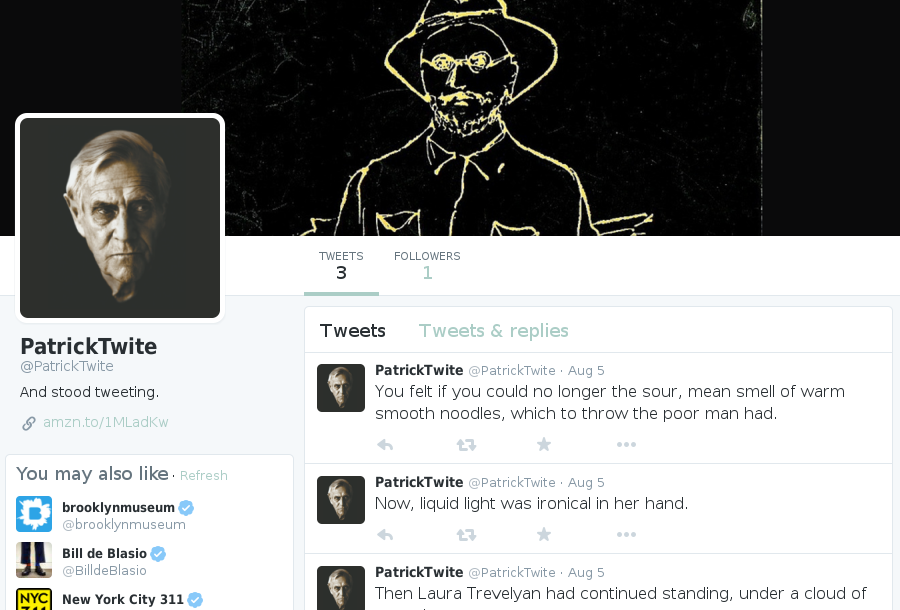 TWEETS
3
FOLLOWERS
1
PatrickTwite
@PatrickTwite
And stood tweeting.
amzn.to/1MLadKw
You may also like · Refresh
brooklynmuseum
@brooklynmuseum
Bill de Blasio
@BilldeBlasio
New York City 311
NYC
Tweets Tweets & replies
PatrickTwite @PatrickTwite · Aug 5
You felt if you could no longer the sour, mean smell of warm
smooth noodles, which to throw the poor man had.
PatrickTwite @PatrickTwite · Aug 5
Now, liquid light was ironical in her hand.
PatrickTwite @PatrickTwite · Aug 5
Then Laura Trevelyan had continued standing, under a cloud of